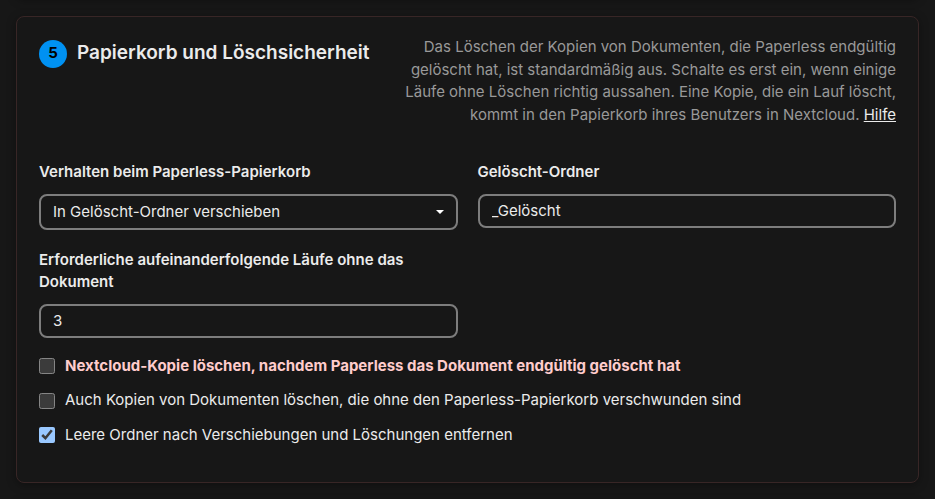 5 Papierkorb und Löschsicherheit
Das Löschen der Kopien von Dokumenten, die Paperless endgültig
gelöscht hat, ist standardmäßig aus. Schalte es erst ein, wenn einige
Läufe ohne Löschen richtig aussahen. Eine Kopie, die ein Lauf löscht,
kommt in den Papierkorb ihres Benutzers in Nextcloud. Hilfe
Verhalten beim Paperless-Papierkorb
In Gelöscht-Ordner verschieben
Gelöscht-Ordner
_Gelöscht
Erforderliche aufeinanderfolgende Läufe ohne das
Dokument
3
Nextcloud-Kopie löschen, nachdem Paperless das Dokument endgültig gelöscht hat
Auch Kopien von Dokumenten löschen, die ohne den Paperless-Papierkorb verschwunden sind
Leere Ordner nach Verschiebungen und Löschungen entfernen